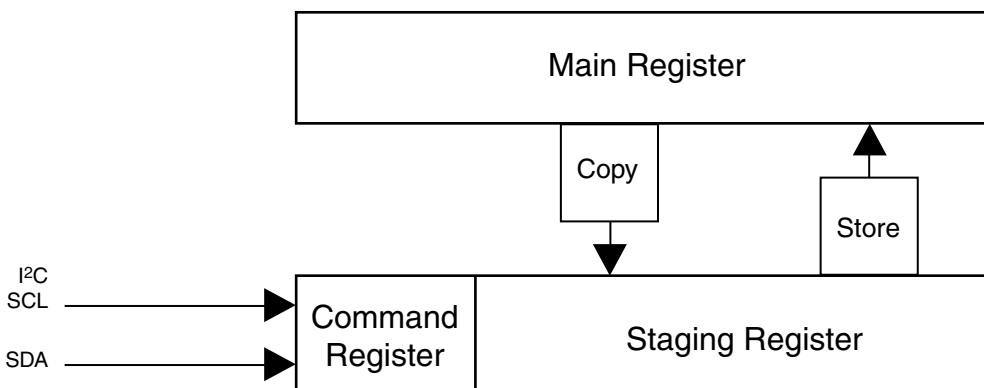 Main Register
Copy
Store
I²C
SCL
SDA
Command
Register
Staging Register